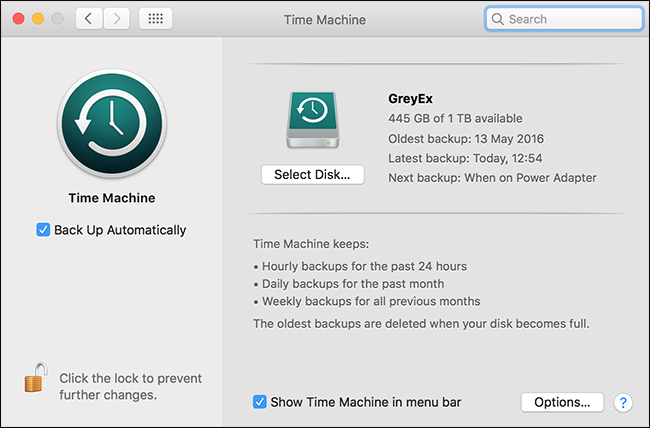 Time Machine
Search
Time Machine
Back Up Automatically
Click the lock to prevent
further changes.
GreyEx
445 GB of 1 TB available
Oldest backup: 13 May 2016
Latest backup: Today, 12:54
Next backup: When on Power Adapter
Select Disk...
Time Machine keeps:
• Hourly backups for the past 24 hours
• Daily backups for the past month
• Weekly backups for all previous months
The oldest backups are deleted when your disk becomes full.
Show Time Machine in menu bar
Options...
?